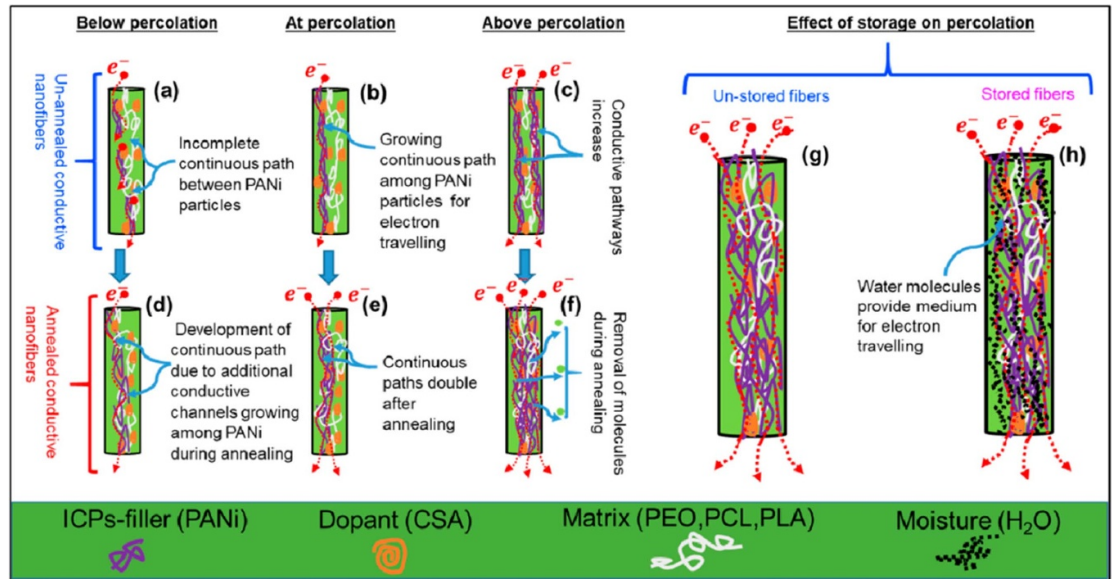 Below percolation
At percolation
Above percolation
Effect of storage on percolation
Un-annealed conductive
nanofibers
e⁻
(a)
Incomplete
continuous path
between PANi
particles
e⁻
(b)
Growing
continuous path
among PANi
particles for
electron
travelling
e⁻ e⁻
(c)
Conductive pathways
increase
Un-stored fibers
Stored fibers
e⁻ e⁻ e⁻
(g)
e⁻ e⁻ e⁻
(h)
Water molecules
provide medium
for electron
travelling
Annealed conductive
nanofibers
e⁻
(d)
Development of
continuous path
due to additional
conductive
channels growing
among PANi
during annealing
e⁻ e⁻
(e)
Continuous
paths double
after
annealing
e⁻ e⁻ e⁻
(f)
Removal of molecules
during annealing
ICPs-filler (PANi)
Dopant (CSA)
Matrix (PEO,PCL,PLA)
Moisture (H₂O)